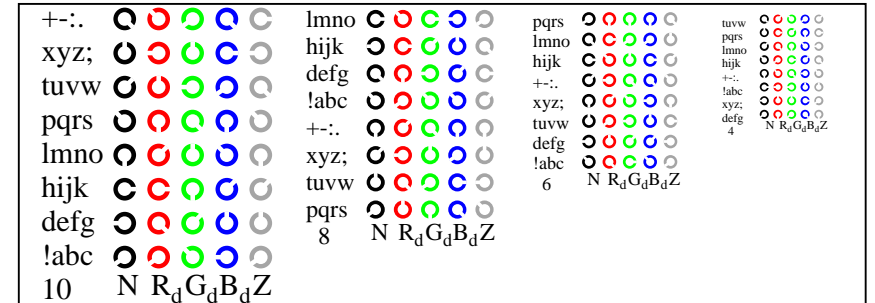 +-:.
xyz;
tuvw
pqrs
lmno
hijk
defg
!abc
10 N RdGdBdZ
lmno
hijk
defg
!abc
+-:.
xyz;
tuvw
pqrs
8 N RdGdBdZ
pqrs
lmno
hijk
+-:.
xyz;
tuvw
defg
!abc
6 N RdGdBdZ
tuvw
pqrs
lmno
hijk
+-:.
!abc
xyz;
defg
4 N RdGdBdZ